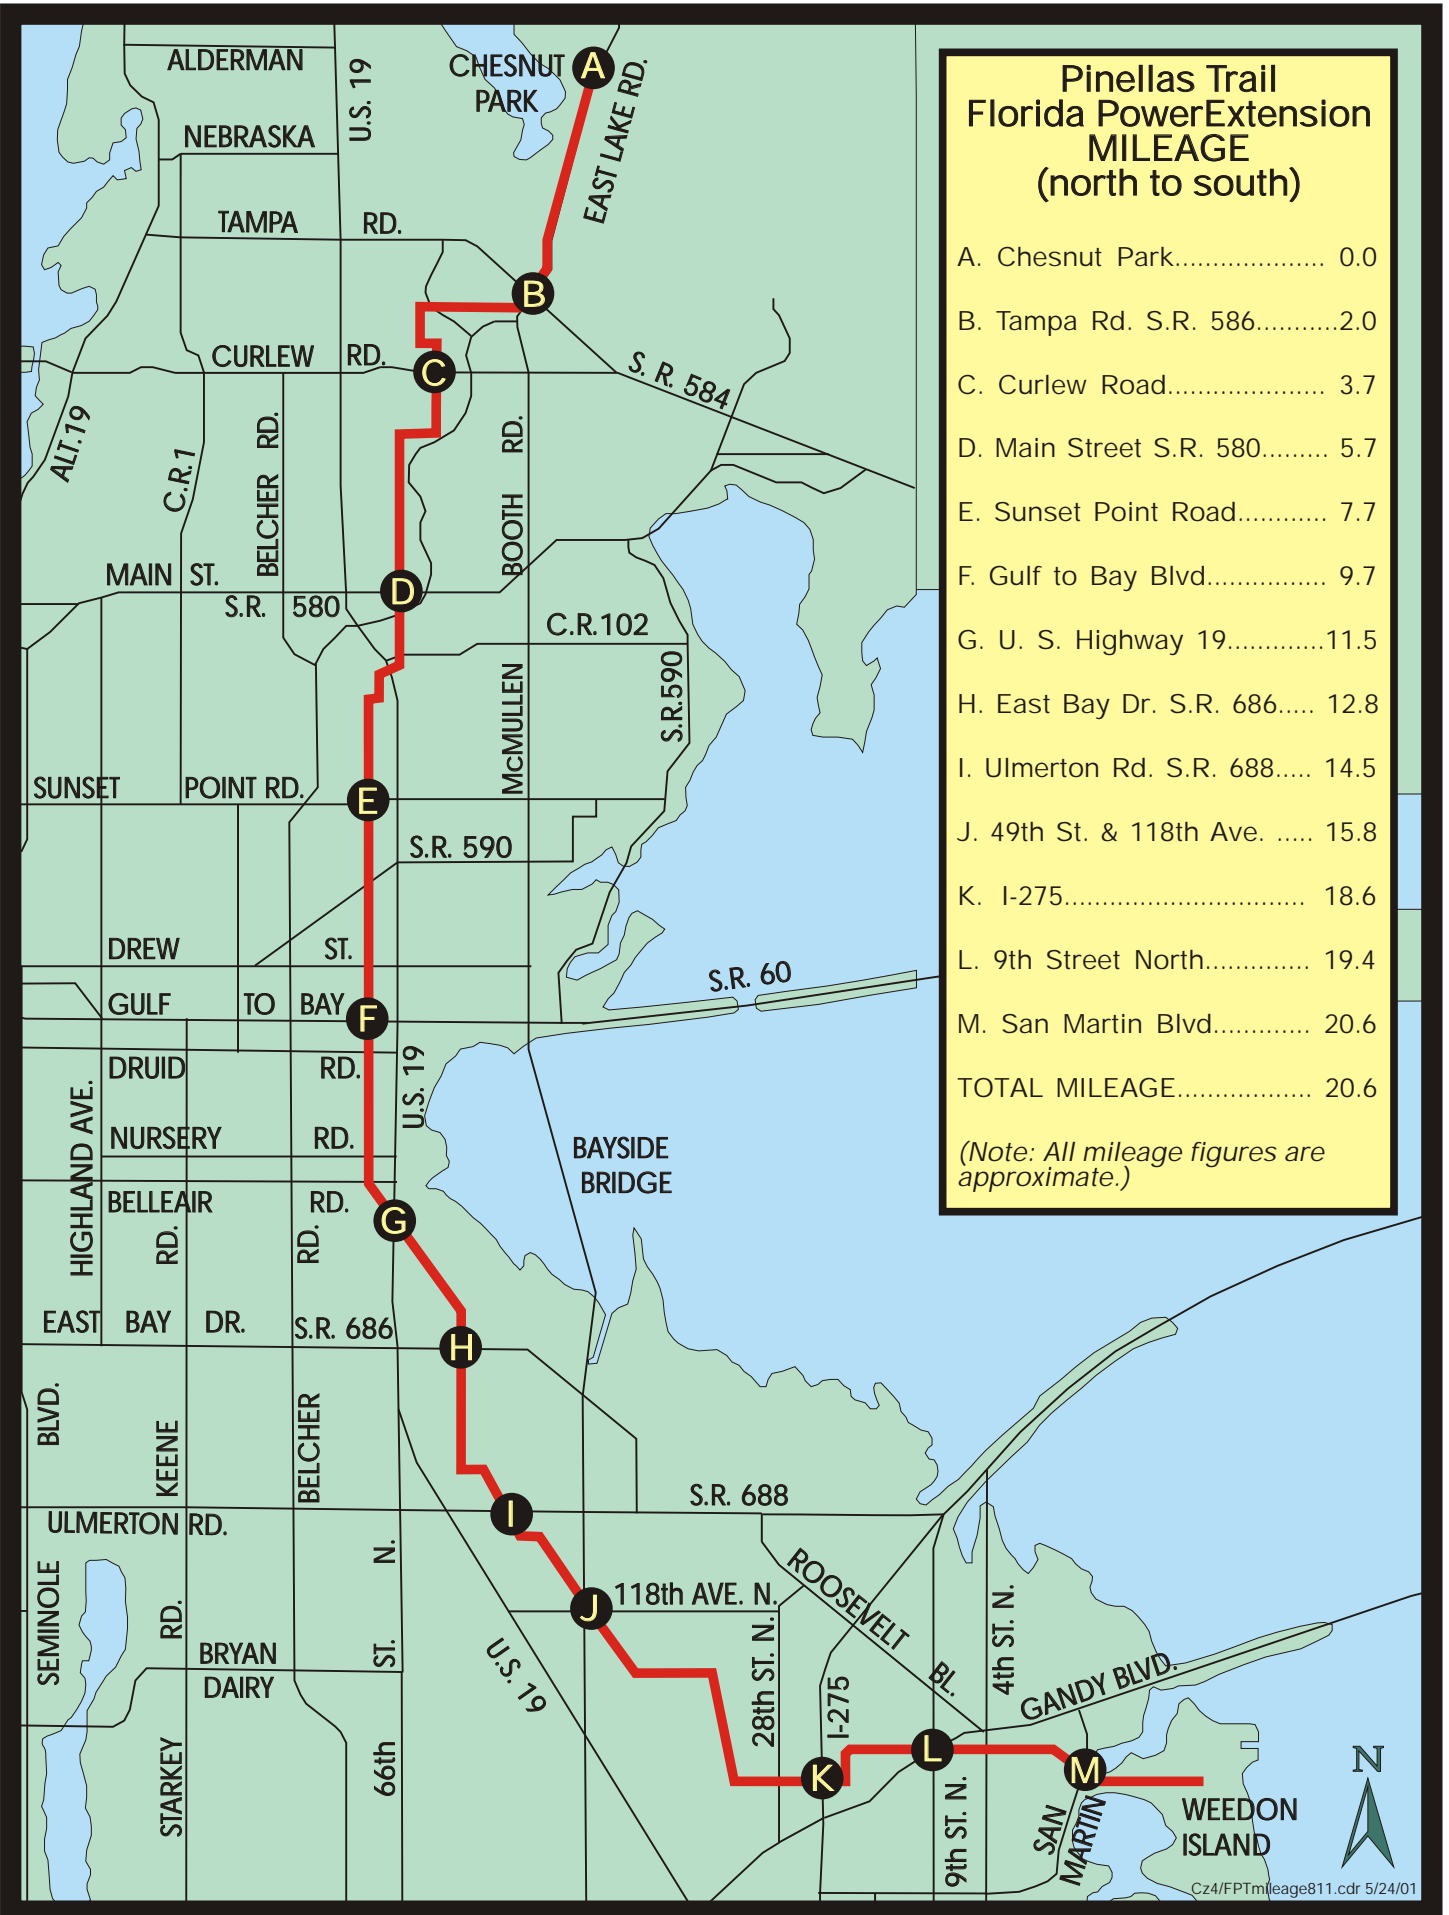 Pinellas Trail
Florida PowerExtension
MILEAGE
(north to south)
A. Chesnut Park.................... 0.0
B. Tampa Rd. S.R. 586...........2.0
C. Curlew Road..................... 3.7
D. Main Street S.R. 580......... 5.7
E. Sunset Point Road............ 7.7
F. Gulf to Bay Blvd................ 9.7
G. U. S. Highway 19.............11.5
H. East Bay Dr. S.R. 686..... 12.8
I. Ulmerton Rd. S.R. 688..... 14.5
J. 49th St. & 118th Ave. ..... 15.8
K. I-275................................ 18.6
L. 9th Street North.............. 19.4
M. San Martin Blvd............. 20.6
TOTAL MILEAGE.................. 20.6
(Note: All mileage figures are
approximate.)
ALDERMAN
U.S. 19
CHESNUT
PARK
A
EAST LAKE RD.
NEBRASKA
TAMPA RD.
B
CURLEW RD.
C
S. R. 584
ALT.19
C.R.1
BELCHER RD.
BOOTH RD.
MAIN ST.
S.R. 580
D
C.R.102
McMULLEN
S.R.590
SUNSET POINT RD.
E
S.R. 590
DREW ST.
S.R. 60
GULF TO BAY
F
DRUID RD.
U.S. 19
HIGHLAND AVE.
NURSERY RD.
BAYSIDE
BRIDGE
BELLEAIR RD.
G
RD.
RD.
EAST BAY DR.
S.R. 686
H
BLVD.
KEENE
BELCHER
S.R. 688
I
ULMERTON RD.
SEMINOLE
N.
ROOSEVELT
BL.
118th AVE. N.
J
RD.
ST.
BRYAN
DAIRY
U.S. 19
28th ST. N.
I-275
4th ST. N.
GANDY BLVD.
STARKEY
66th
K
L
M
9th ST. N.
SAN
MARTIN
WEEDON
ISLAND
N
Cz4/FPTmileage811.cdr 5/24/01